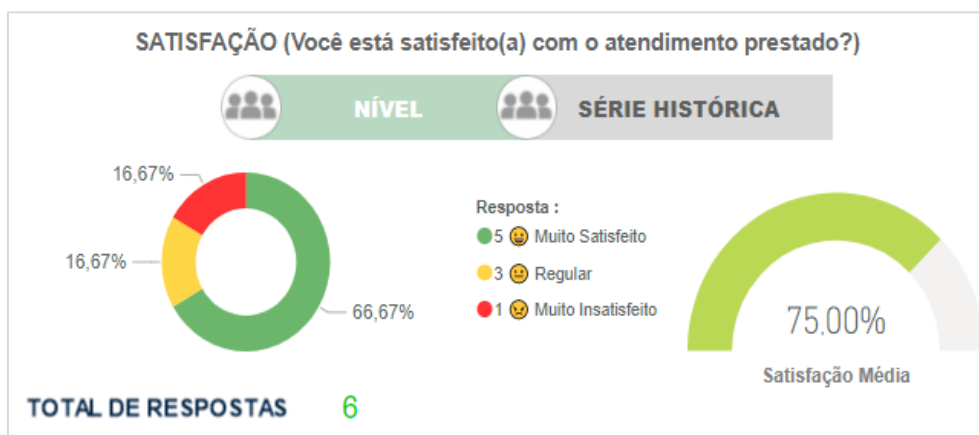 SATISFAÇÃO (Você está satisfeito(a) com o atendimento prestado?)
NÍVEL
SÉRIE HISTÓRICA
16,67%
16,67%
66,67%
Resposta :
5 😀 Muito Satisfeito
3 😐 Regular
1 😠 Muito Insatisfeito
75,00%
Satisfação Média
TOTAL DE RESPOSTAS 6